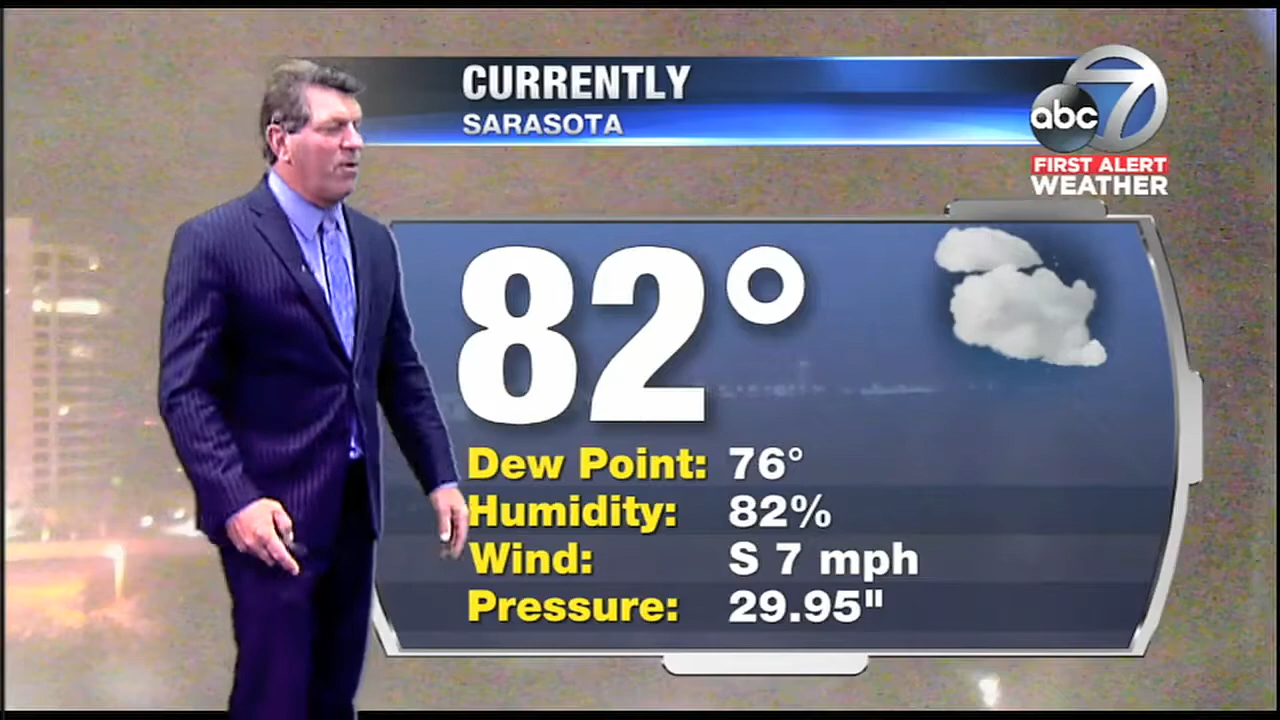 CURRENTLY
SARASOTA
abc 7
FIRST ALERT
WEATHER
82°
Dew Point: 76°
Humidity: 82%
Wind: S 7 mph
Pressure: 29.95"